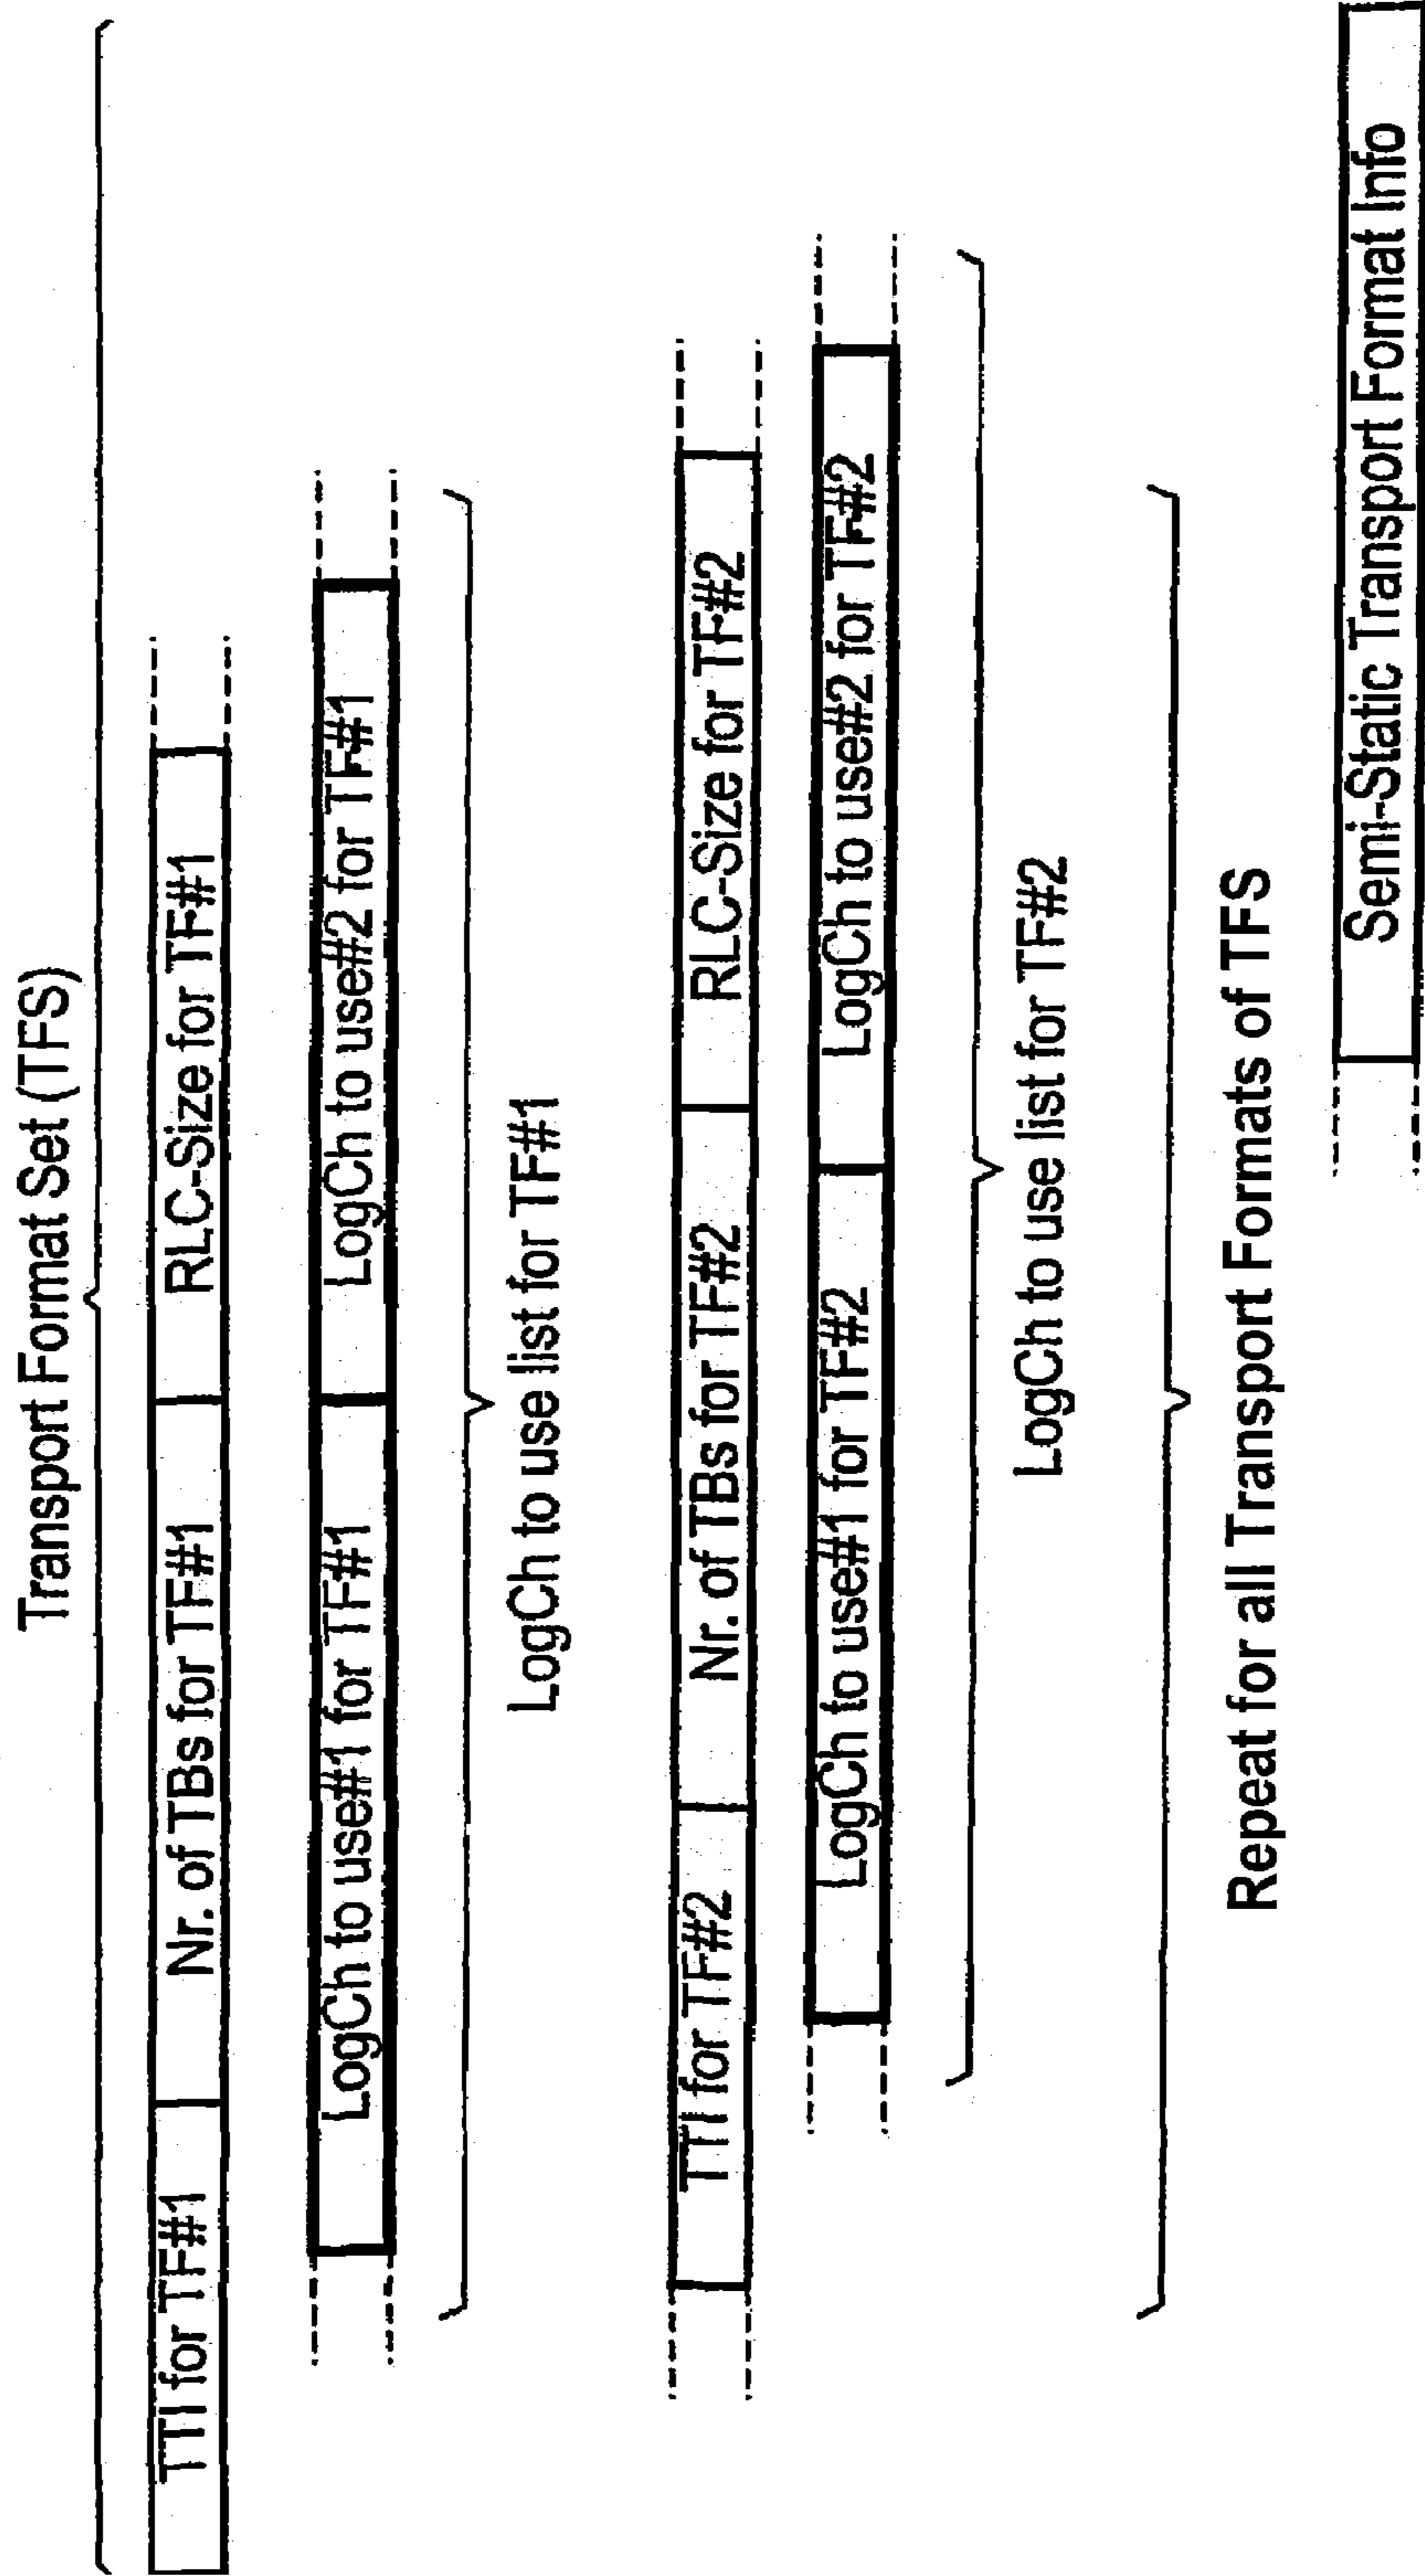 Transport Format Set (TFS)
TTI for TF#1 Nr. of TBs for TF#1 RLC-Size for TF#1
LogCh to use#1 for TF#1 LogCh to use#2 for TF#1
LogCh to use list for TF#1
TTI for TF#2 Nr. of TBs for TF#2 RLC-Size for TF#2
LogCh to use#1 for TF#2 LogCh to use#2 for TF#2
LogCh to use list for TF#2
Repeat for all Transport Formats of TFS
Semi-Static Transport Format Info